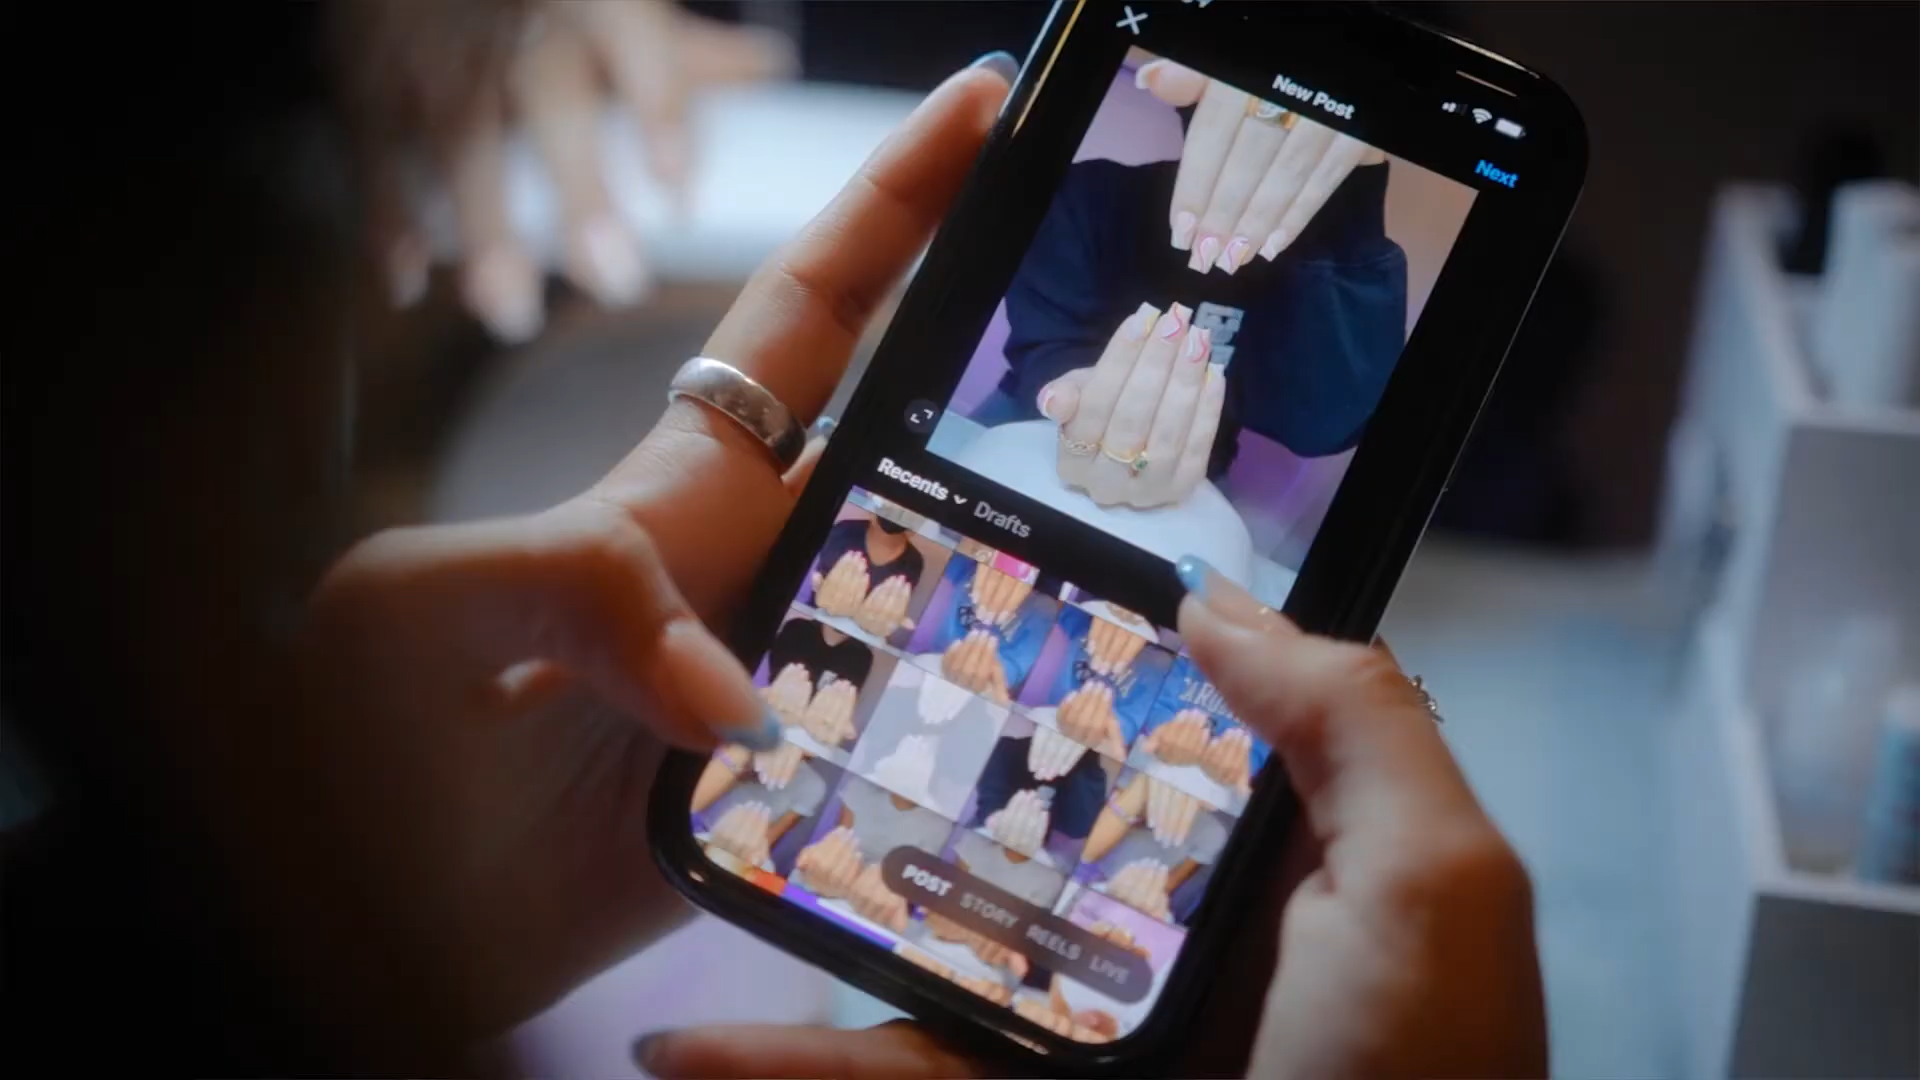 New Post
Next
Recents
Drafts
POST STORY REELS LIVE